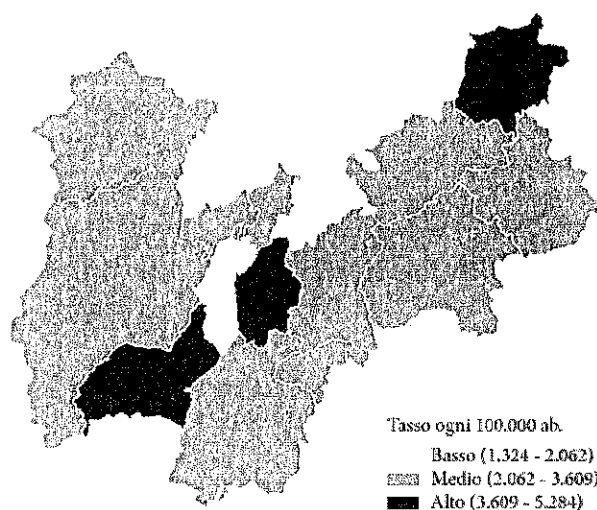 Tasso ogni 100.000 ab.
Basso (1.324 - 2.062)
Medio (2.062 - 3.609)
Alto (3.609 - 5.284)